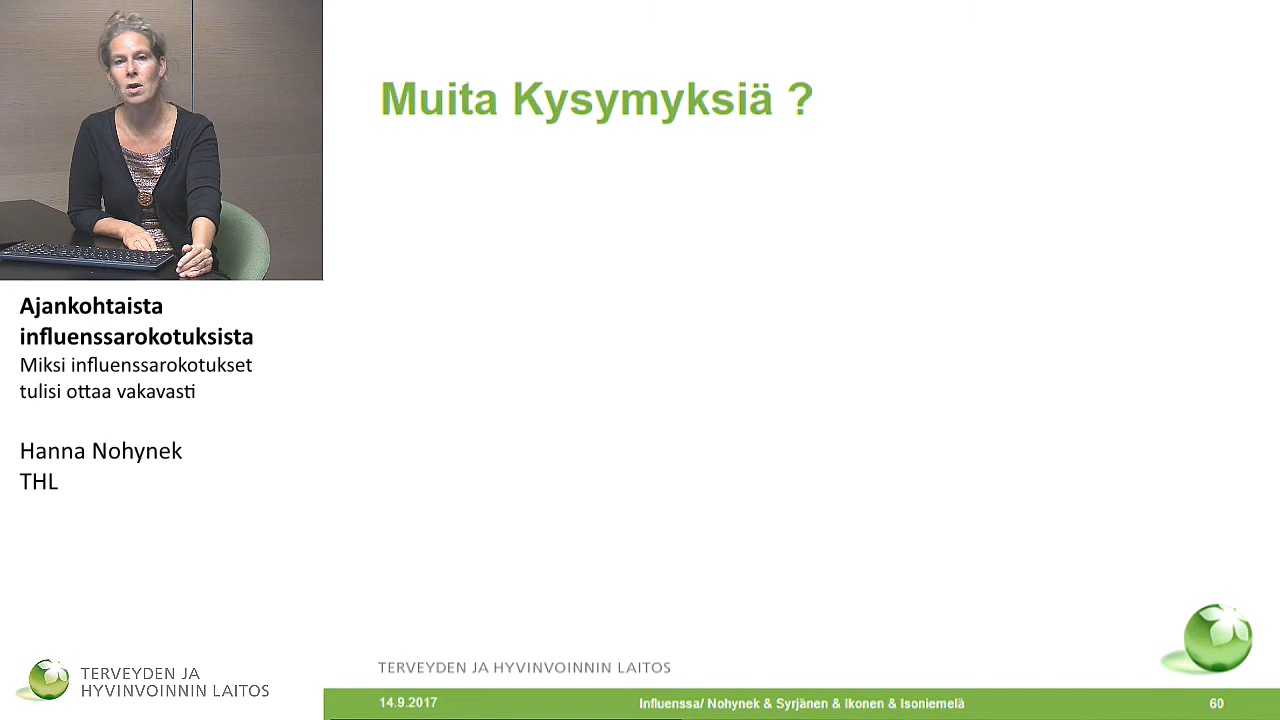 Muita Kysymyksiä ?
Ajankohtaista
influenssarokotuksista
Miksi influenssarokotukset
tulisi ottaa vakavasti
Hanna Nohynek
THL
TERVEYDEN JA
HYVINVOINNIN LAITOS
TERVEYDEN JA HYVINVOINNIN LAITOS
14.9.2017
Influenssa/ Nohynek & Syrjänen & Ikonen & Isoniemelä
60